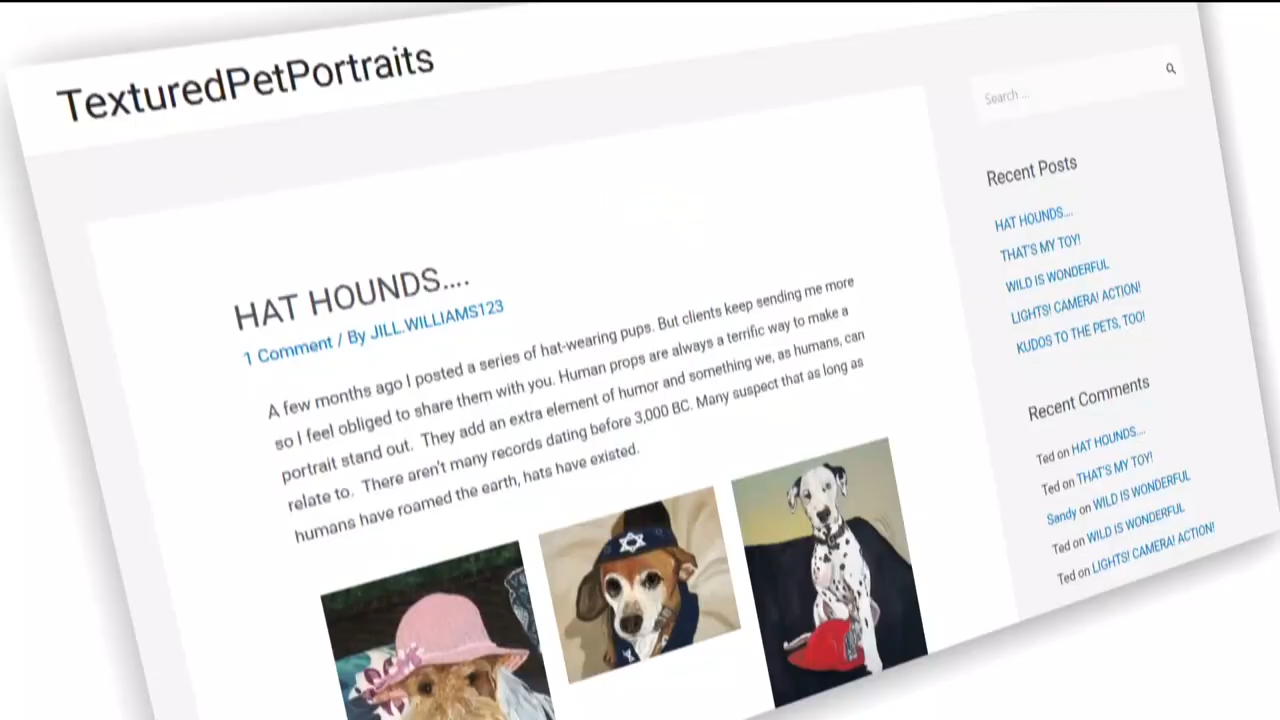 TexturedPetPortraits
HAT HOUNDS....
1 Comment / By JILL.WILLIAMS123
A few months ago I posted a series of hat-wearing pups. But clients keep sending me more
so I feel obliged to share them with you. Human props are always a terrific way to make a
portrait stand out. They add an extra element of humor and something we, as humans, can
relate to. There aren't many records dating before 3,000 BC. Many suspect that as long as
humans have roamed the earth, hats have existed.
Search ...
Recent Posts
HAT HOUNDS....
THAT'S MY TOY!
WILD IS WONDERFUL
LIGHTS! CAMERA! ACTION!
KUDOS TO THE PETS, TOO!
Recent Comments
Ted on HAT HOUNDS....
Ted on THAT'S MY TOY!
Sandy on WILD IS WONDERFUL
Ted on WILD IS WONDERFUL
Ted on LIGHTS! CAMERA! ACTION!